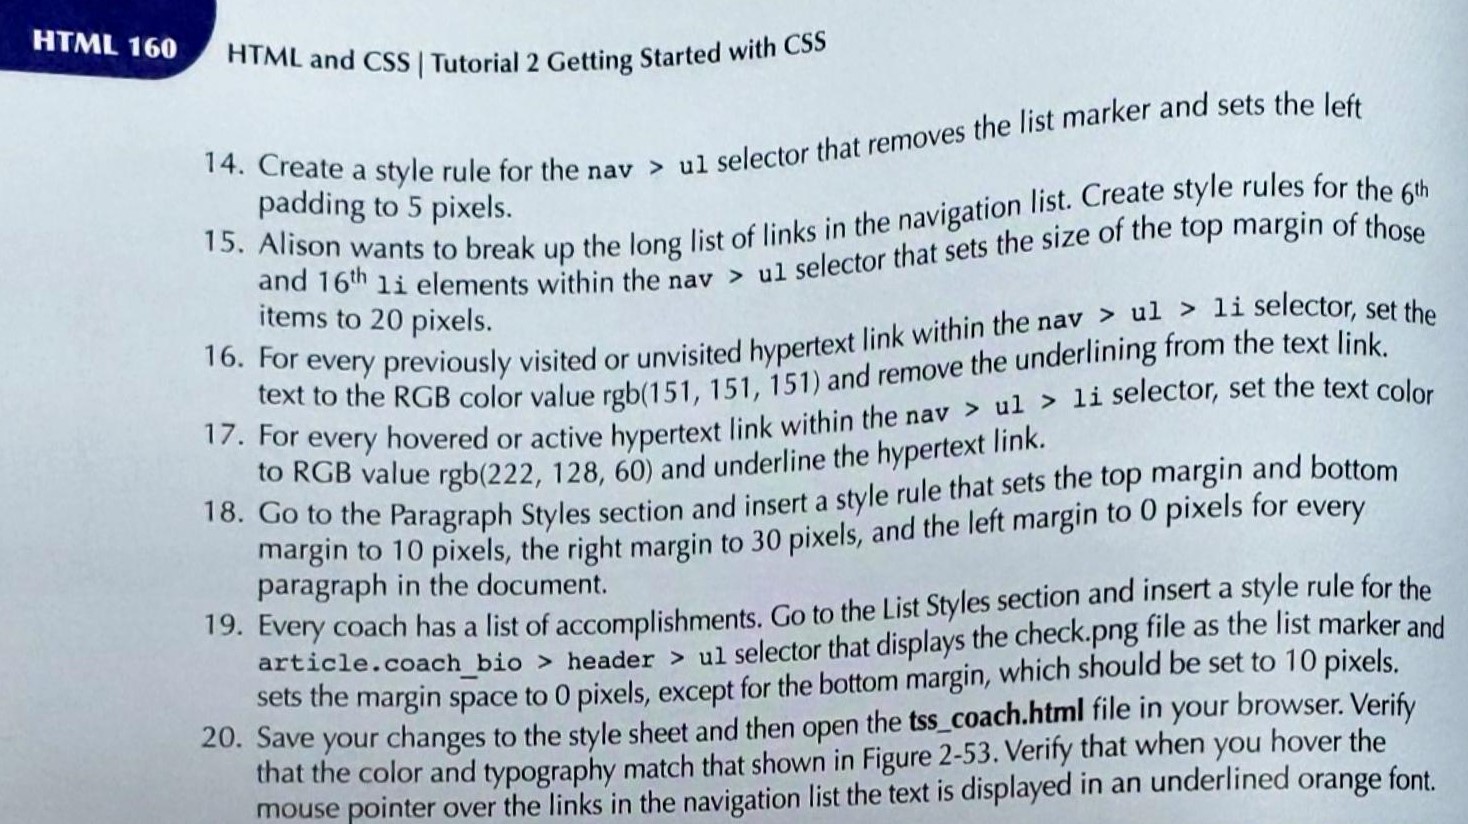 HTML 160
HTML and CSS | Tutorial 2 Getting Started with CSS
14. Create a style rule for the nav > ul selector that removes the list marker and sets the left
padding to 5 pixels.
15. Alison wants to break up the long list of links in the navigation list. Create style rules for the 6th
and 16th li elements within the nav > ul selector that sets the size of the top margin of those
items to 20 pixels.
16. For every previously visited or unvisited hypertext link within the nav > ul > li selector, set the
text to the RGB color value rgb(151, 151, 151) and remove the underlining from the text link.
17. For every hovered or active hypertext link within the nav > ul > li selector, set the text color
to RGB value rgb(222, 128, 60) and underline the hypertext link.
18. Go to the Paragraph Styles section and insert a style rule that sets the top margin and bottom
margin to 10 pixels, the right margin to 30 pixels, and the left margin to 0 pixels for every
paragraph in the document.
19. Every coach has a list of accomplishments. Go to the List Styles section and insert a style rule for the
article.coach_bio > header > ul selector that displays the check.png file as the list marker and
sets the margin space to 0 pixels, except for the bottom margin, which should be set to 10 pixels.
20. Save your changes to the style sheet and then open the tss_coach.html file in your browser. Verify
that the color and typography match that shown in Figure 2-53. Verify that when you hover the
mouse pointer over the links in the navigation list the text is displayed in an underlined orange font.